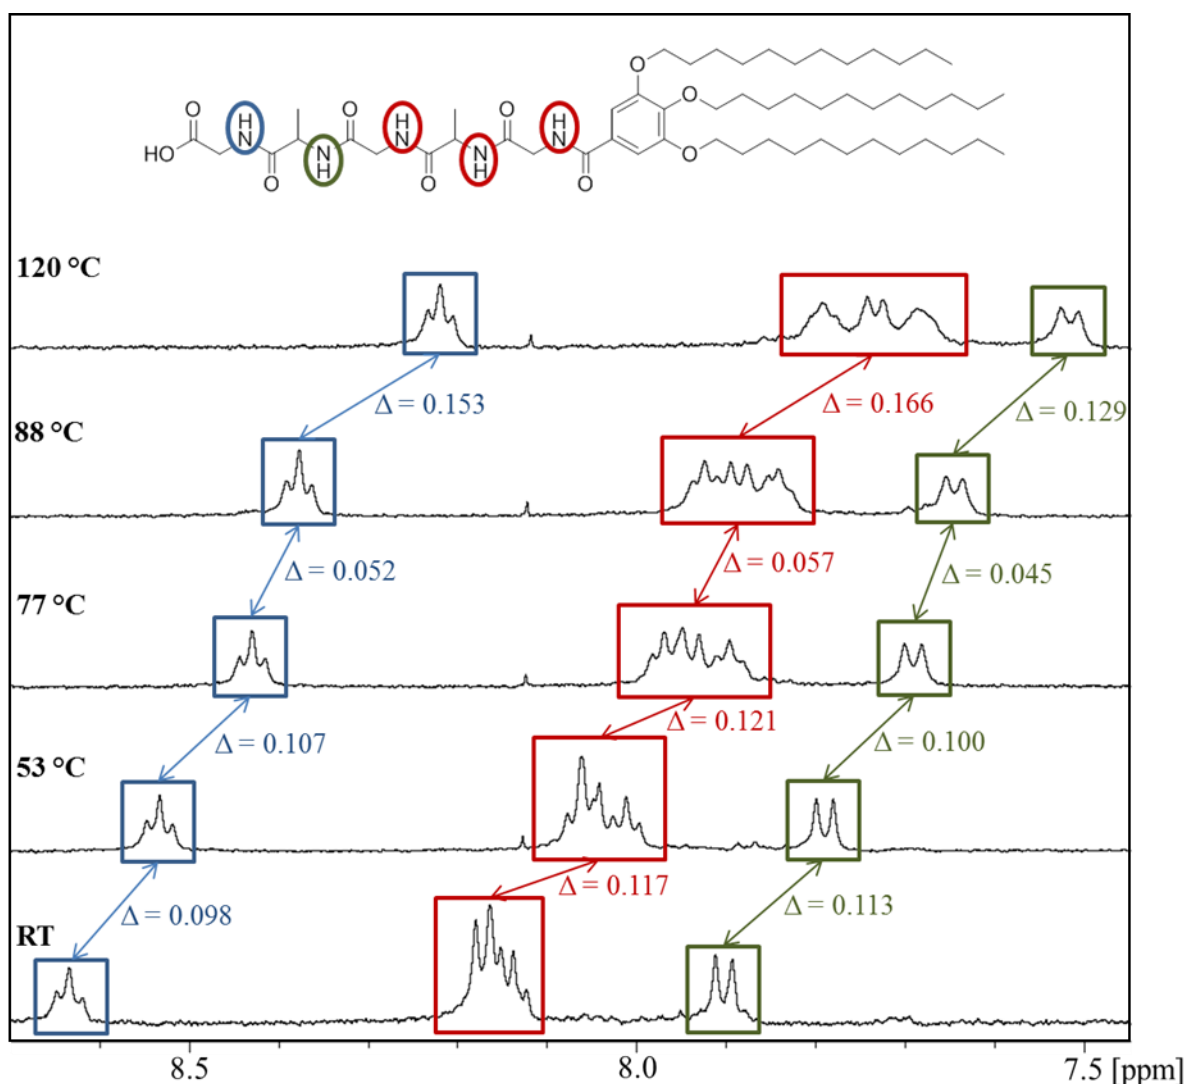 O
O
O
H
N
O
H
N
O
H
N
O
HO
N
H
N
H
O
O
O
O
120 °C
Δ = 0.153
Δ = 0.166
Δ = 0.129
88 °C
Δ = 0.052
Δ = 0.057
Δ = 0.045
77 °C
Δ = 0.107
Δ = 0.121
Δ = 0.100
53 °C
Δ = 0.098
Δ = 0.117
Δ = 0.113
RT
8.5 8.0 7.5 [ppm]